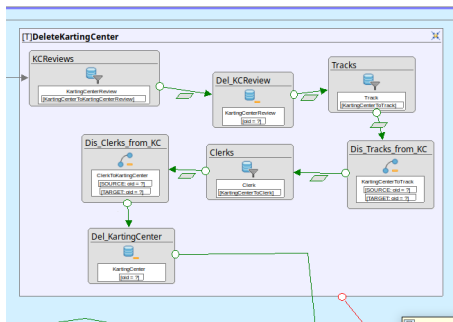 [T]DeleteKartingCenter
KCReviews
KartingCenterReview
[KartingCenterToKartingCenterReview]
Del_KCReview
KartingCenterReview
[oid = ?]
Tracks
Track
[KartingCenterToTrack]
Dis_Clerks_from_KC
ClerkToKartingCenter
[SOURCE: oid = ?]
[TARGET: oid = ?]
Clerks
Clerk
[KartingCenterToClerk]
Dis_Tracks_from_KC
KartingCenterToTrack
[SOURCE: oid = ?]
[TARGET: oid = ?]
Del_KartingCenter
KartingCenter
[oid = ?]